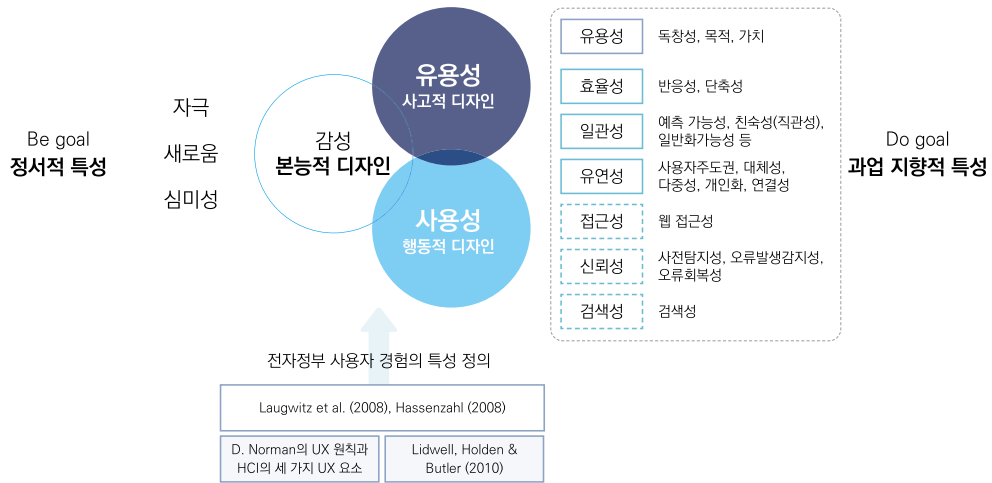 Be goal
정서적 특성
자극
새로움
심미성
감성
본능적 디자인
유용성
사고적 디자인
사용성
행동적 디자인
유용성
독창성, 목적, 가치
효율성
반응성, 단축성
일관성
예측 가능성, 친숙성(직관성),
일반화가능성 등
유연성
사용자주도권, 대체성,
다중성, 개인화, 연결성
접근성
웹 접근성
신뢰성
사전탐지성, 오류발생감지성,
오류회복성
검색성
검색성
Do goal
과업 지향적 특성
전자정부 사용자 경험의 특성 정의
Laugwitz et al. (2008), Hassenzahl (2008)
D. Norman의 UX 원칙과
HCI의 세 가지 UX 요소
Lidwell, Holden &
Butler (2010)